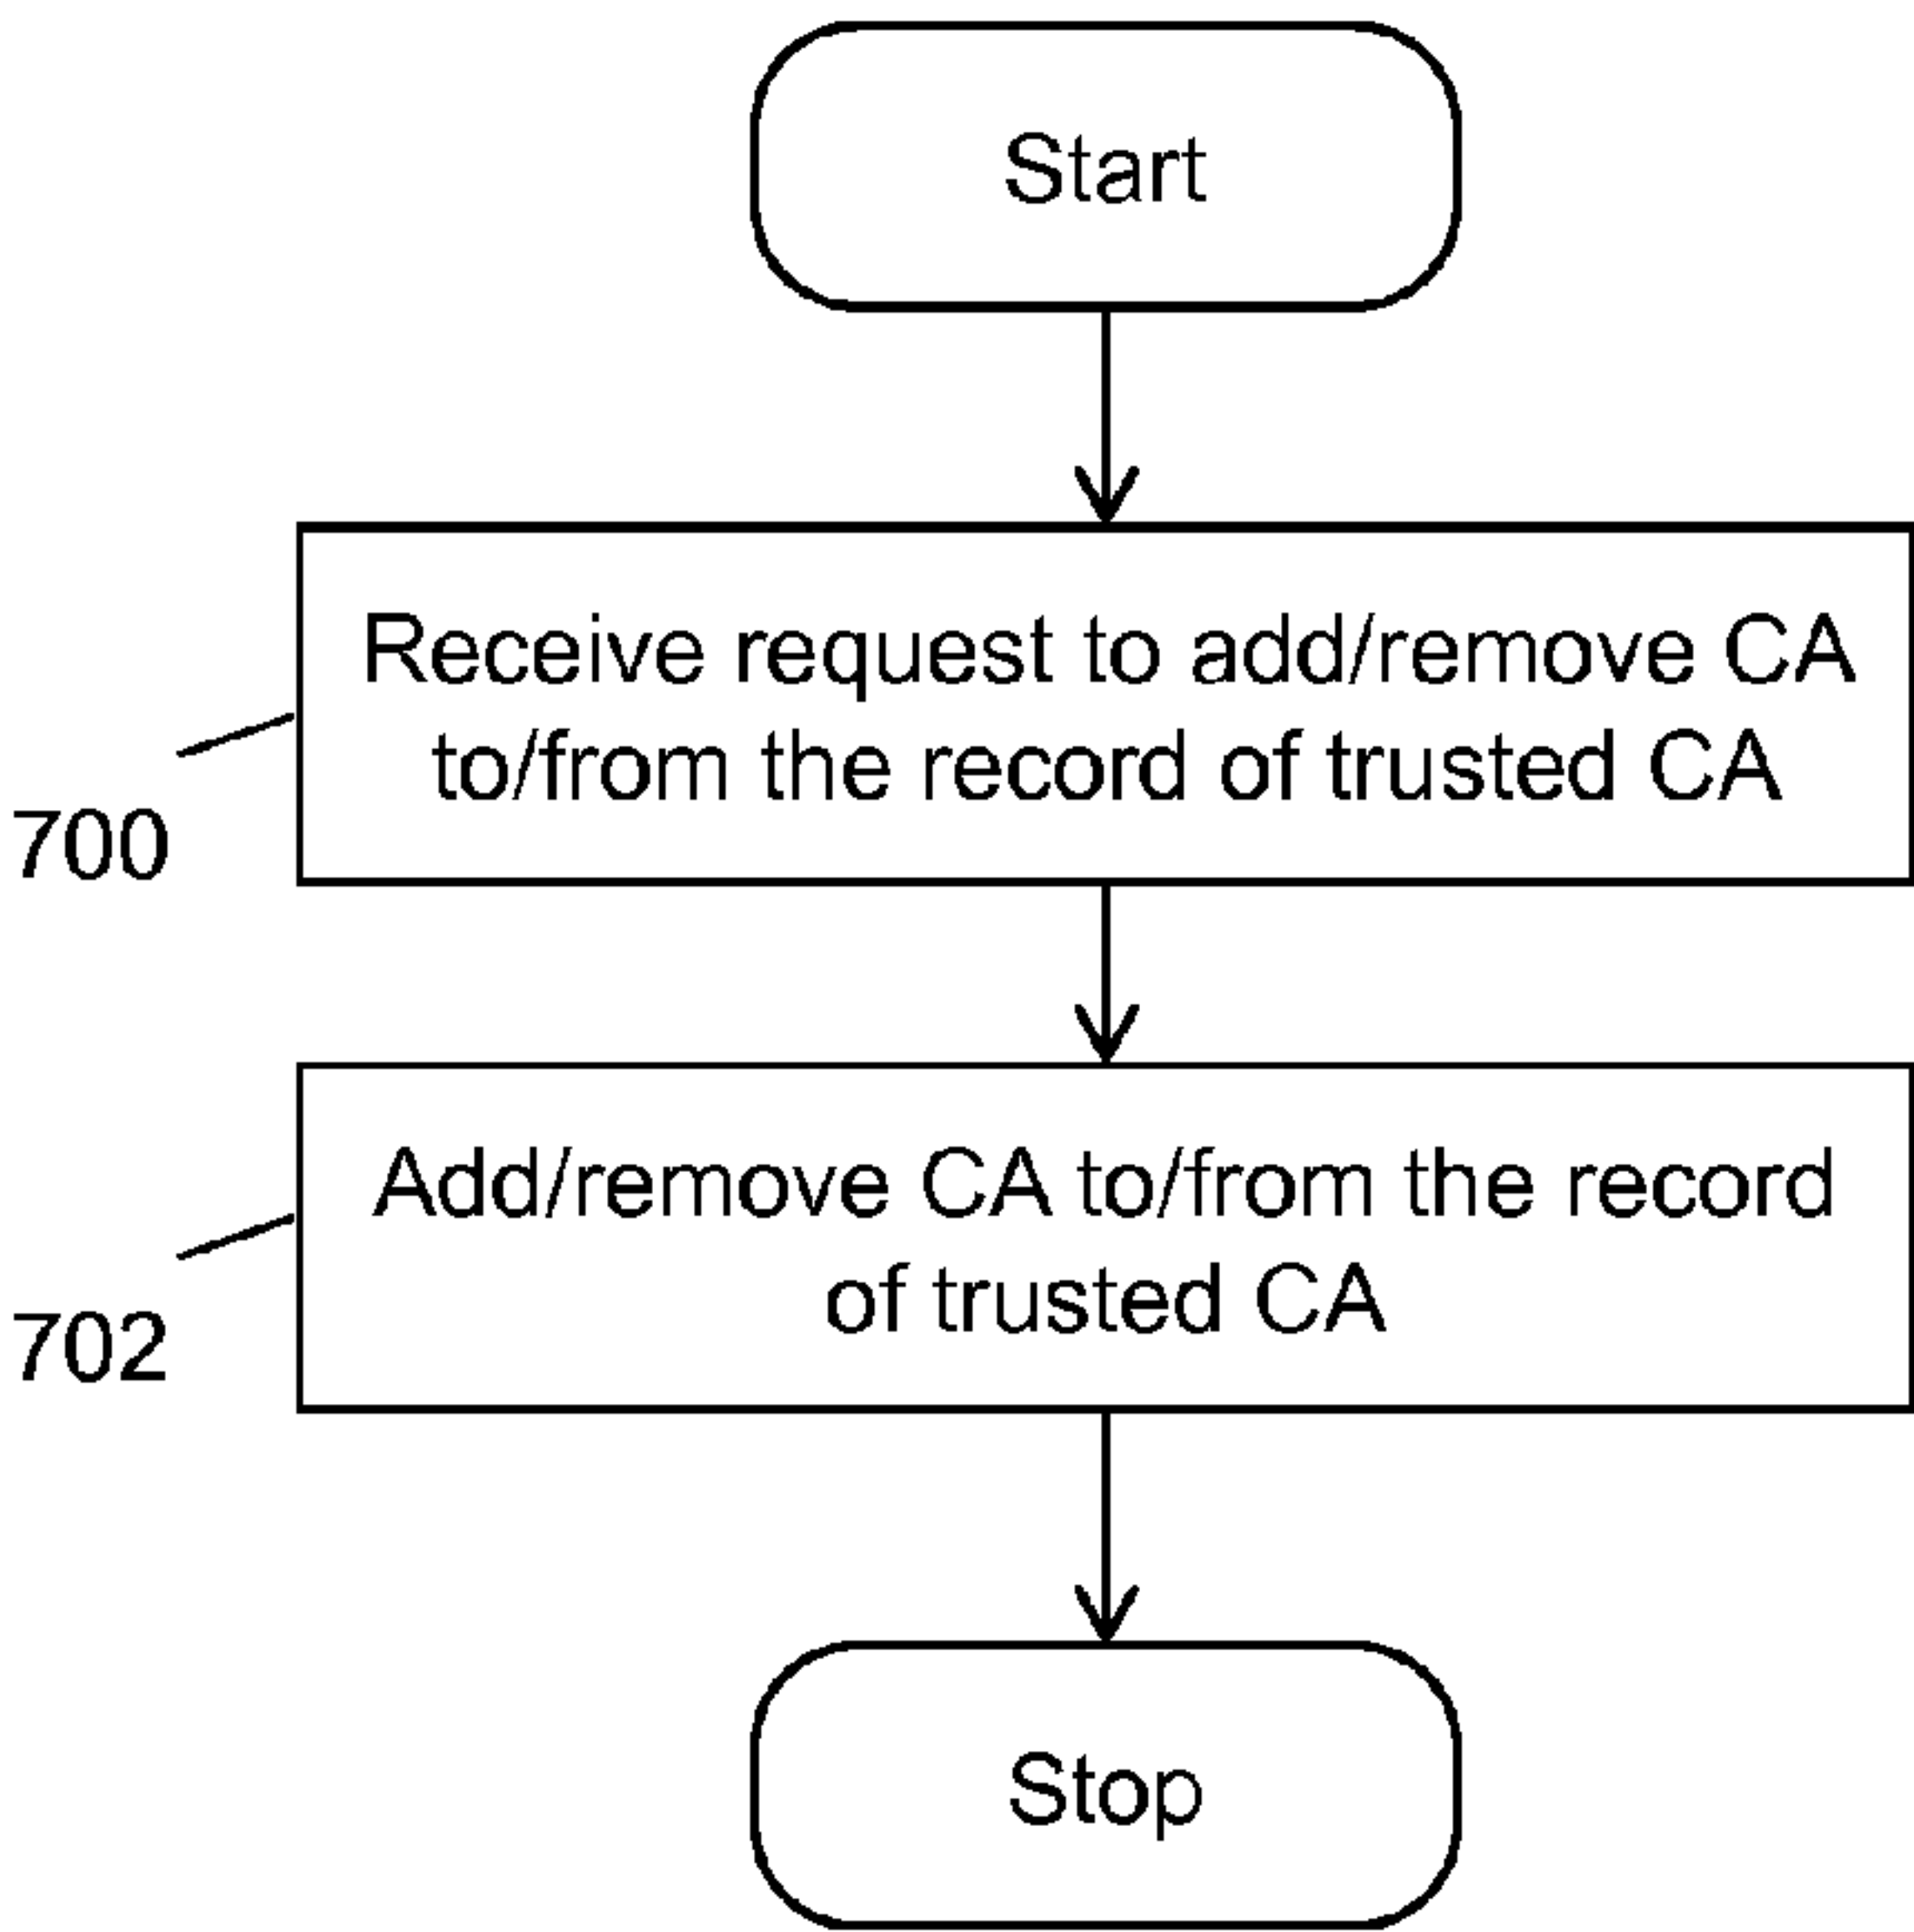 Start
Receive request to add/remove CA
to/from the record of trusted CA
700
Add/remove CA to/from the record
of trusted CA
702
Stop